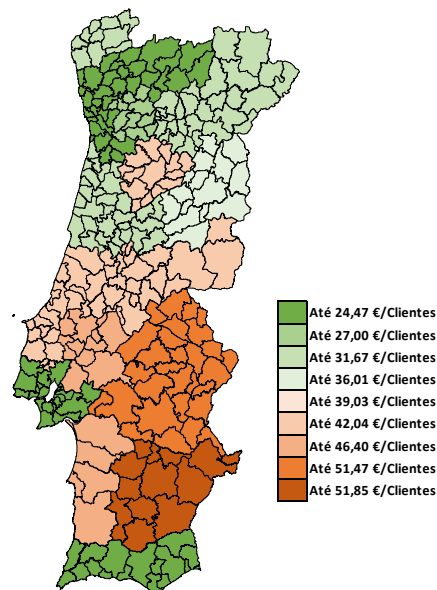 Até 24,47 €/Clientes
Até 27,00 €/Clientes
Até 31,67 €/Clientes
Até 36,01 €/Clientes
Até 39,03 €/Clientes
Até 42,04 €/Clientes
Até 46,40 €/Clientes
Até 51,47 €/Clientes
Até 51,85 €/Clientes